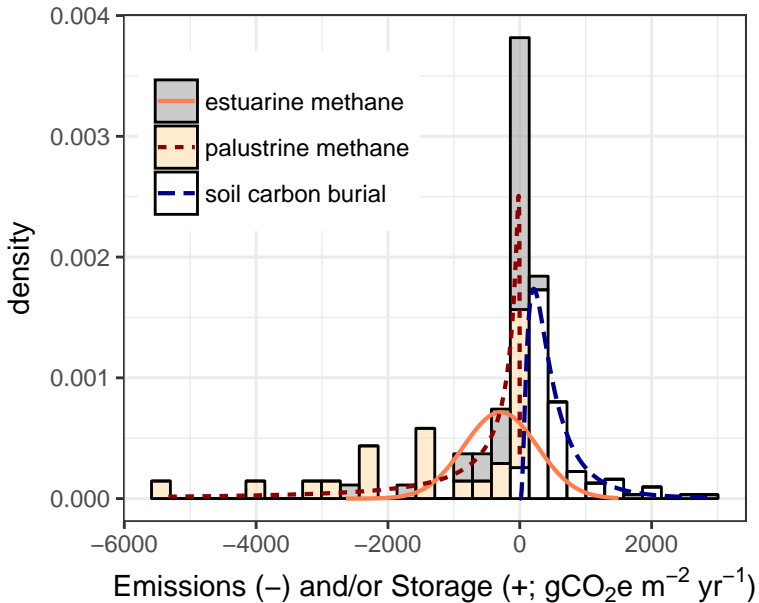 0.004
0.003
0.002
0.001
0.000
density
estuarine methane
palustrine methane
soil carbon burial
−6000 −4000 −2000 0 2000
Emissions (−) and/or Storage (+; gCO₂e m⁻² yr⁻¹)